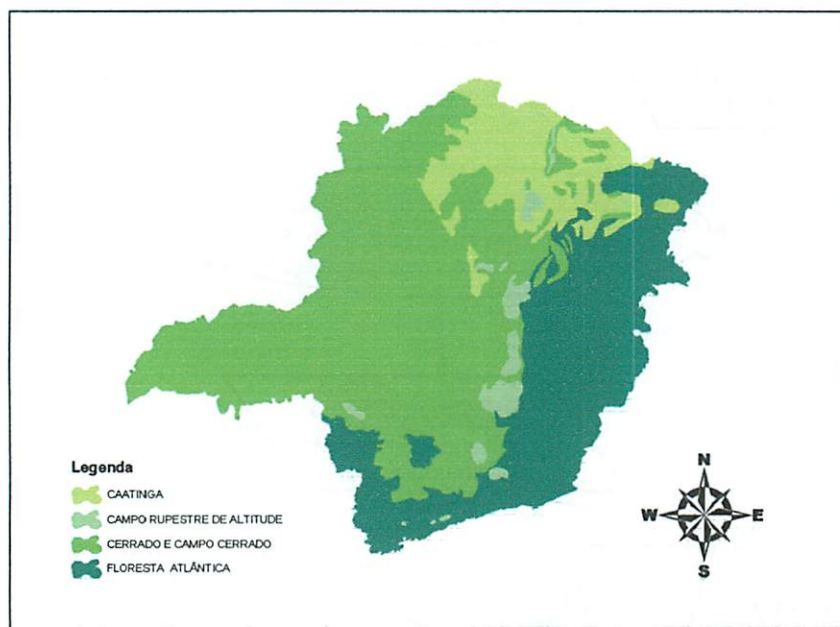 Legenda
CAATINGA
CAMPO RUPESTRE DE ALTITUDE
CERRADO E CAMPO CERRADO
FLORESTA ATLÂNTICA
N
W E
S